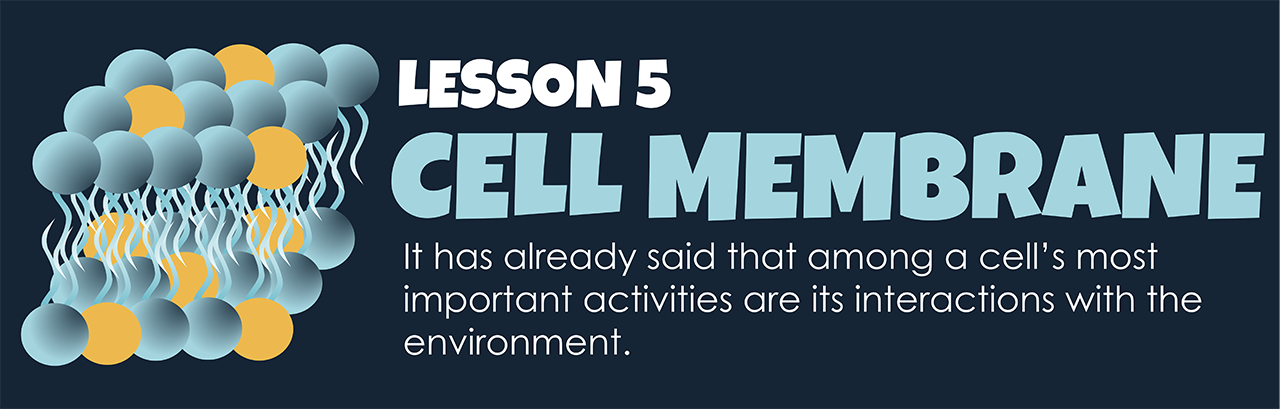 LESSON 5
CELL MEMBRANE
It has already said that among a cell’s most
important activities are its interactions with the
environment.